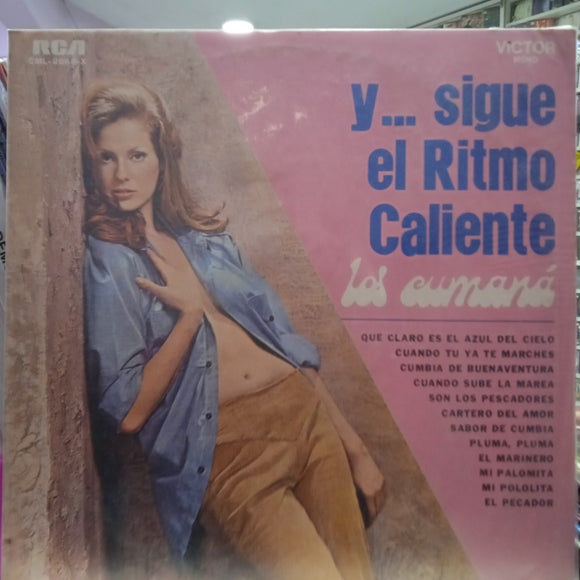 RCA
VICTOR
MONO
y... sigue
el Ritmo
Caliente
los cumaná
QUE CLARO ES EL AZUL DEL CIELO
CUANDO TU YA TE MARCHES
CUMBIA DE BUENAVENTURA
CUANDO SUBE LA MAREA
SON LOS PESCADORES
CARTERO DEL AMOR
SABOR DE CUMBIA
PLUMA, PLUMA
EL MARINERO
MI PALOMITA
MI POLOLITA
EL PECADOR